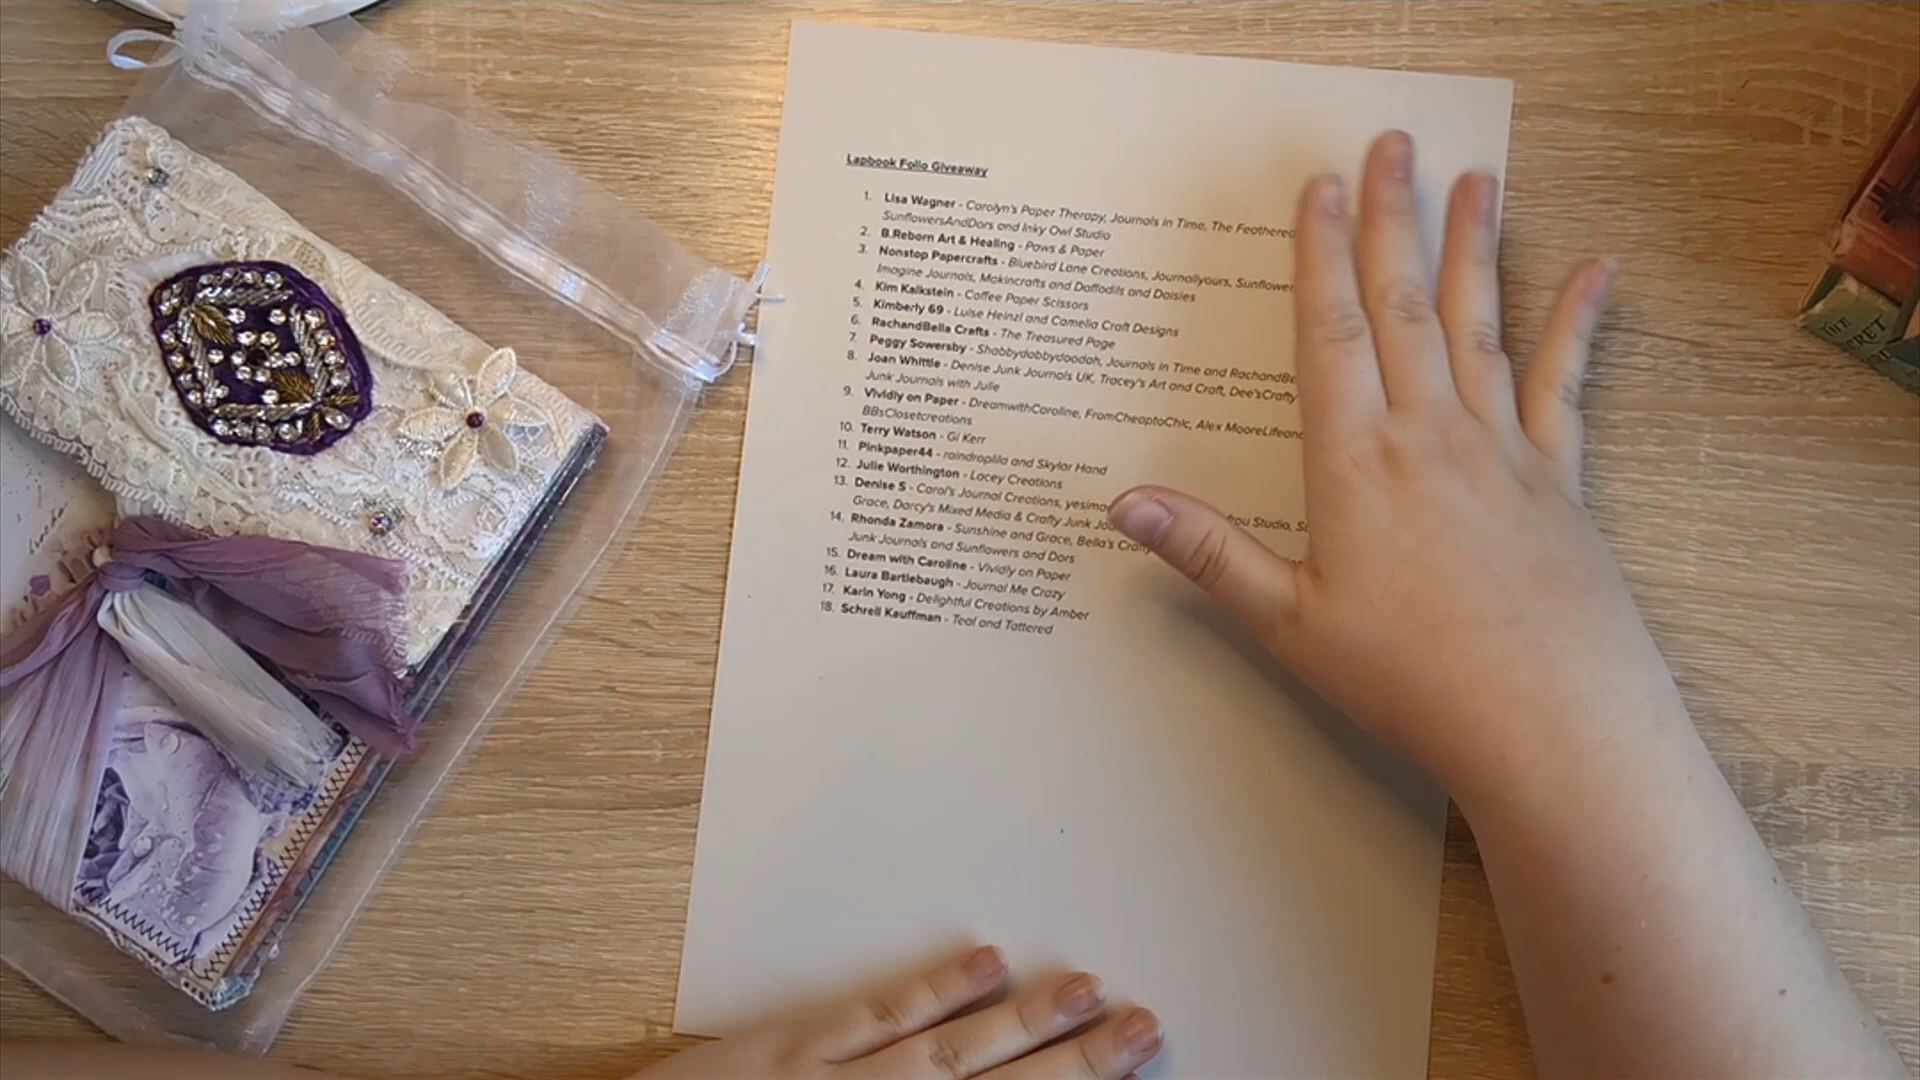 Lapbook Folio Giveaway
1. Lisa Wagner - Carolyn's Paper Therapy, Journals in Time, The Feathered
SunflowersAndDors and Inky Owl Studio
2. B.Reborn Art & Healing - Paws & Paper
3. Nonstop Papercrafts - Bluebird Lane Creations, Journallyours, Sunflower
Imagine Journals, Makincrafts and Daffodils and Daisies
4. Kim Kalkstein - Coffee Paper Scissors
5. Kimberly 69 - Luise Heinzl and Camelia Craft Designs
6. RachandBella Crafts - The Treasured Page
7. Peggy Sowersby - Shabbydabbydoodah, Journals in Time and RachandBe
8. Joan Whittle - Denise Junk Journals UK, Tracey's Art and Craft, Dee'sCrafty
Junk Journals with Julie
9. Vividly on Paper - DreamwithCaroline, FromCheaptoChic, Alex MooreLifeand
BBsClosetcreations
10. Terry Watson - Gi Kerr
11. Pinkpaper44 - raindroplila and Skylar Hand
12. Julie Worthington - Lacey Creations
13. Denise S - Carol's Journal Creations, yesima Studio,
Grace, Darcy's Mixed Media & Crafty Junk Jou
14. Rhonda Zamora - Sunshine and Grace, Bella's Crafty
Junk Journals and Sunflowers and Dors
15. Dream with Caroline - Vividly on Paper
16. Laura Bartlebaugh - Journal Me Crazy
17. Karin Yong - Delightful Creations by Amber
18. Schrell Kauffman - Teal and Tattered
THE